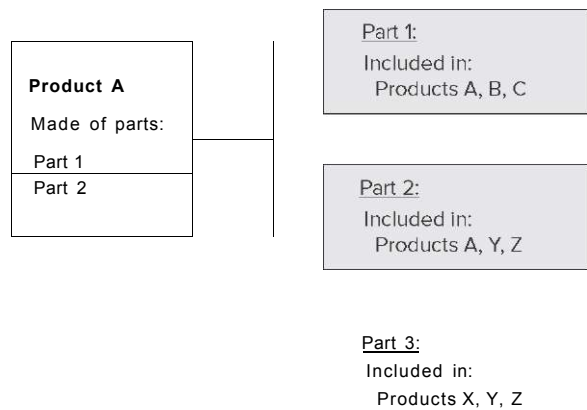 Product A
Made of parts:
Part 1
Part 2
Part 1:
Included in:
Products A, B, C
Part 2:
Included in:
Products A, Y, Z
Part 3:
Included in:
Products X, Y, Z